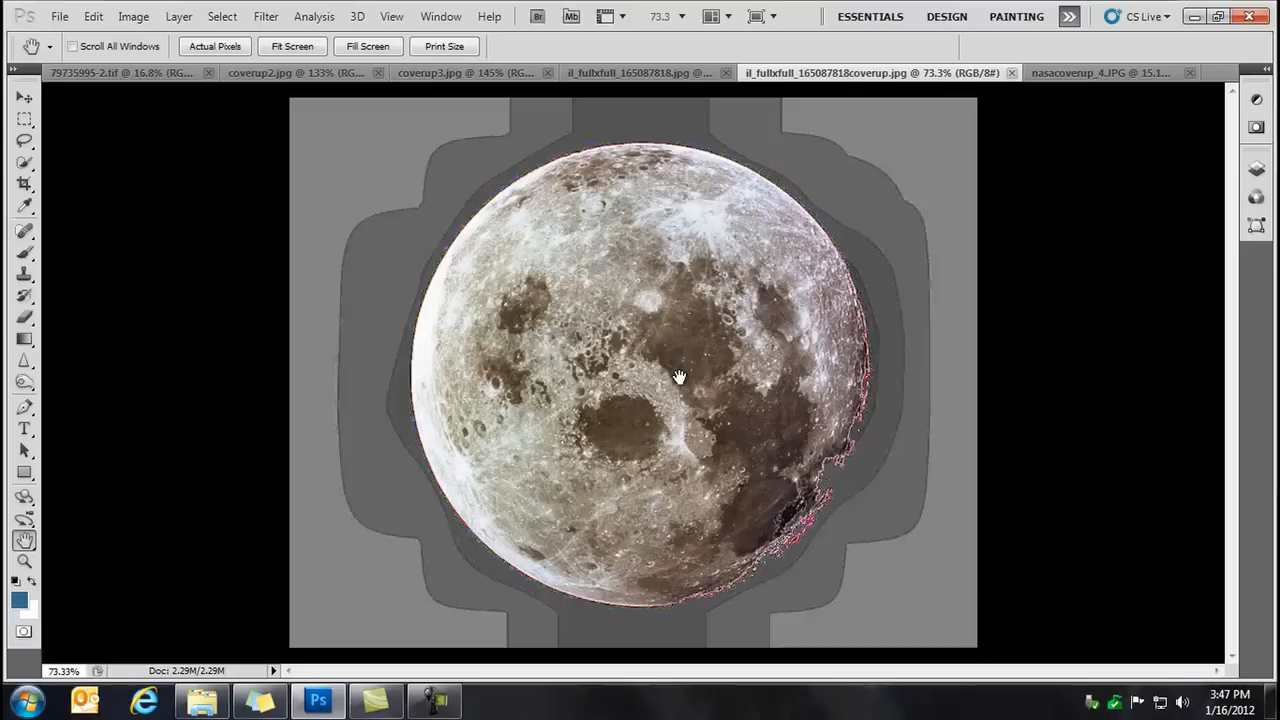 Ps File Edit Image Layer Select Filter Analysis 3D View Window Help Br Mb 73.3 ESSENTIALS DESIGN PAINTING CS Live
Scroll All Windows Actual Pixels Fit Screen Fill Screen Print Size
79735995-2.tif @ 16.8% (RG... coverup2.jpg @ 133% (RG... coverup3.jpg @ 145% (RG... il_fullxfull_165087818.jpg @... il_fullxfull_165087818coverup.jpg @ 73.3% (RGB/8#) nasacoverup_4.JPG @ 15.1...
T
73.33% Doc: 2.29M/2.29M
Ps
3:47 PM
1/16/2012